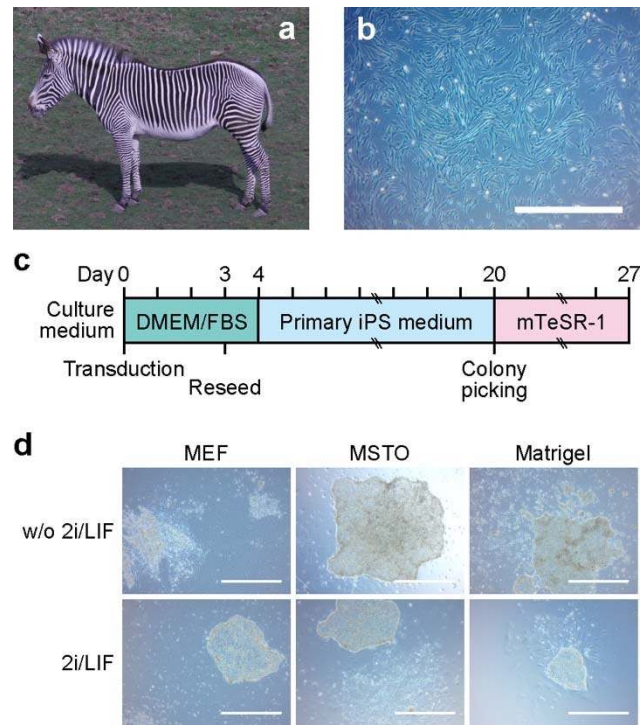 a
b
c
Day 0 3 4 20 27
Culture
medium
DMEM/FBS Primary iPS medium mTeSR-1
Transduction
Reseed
Colony
picking
d
MEF MSTO Matrigel
w/o 2i/LIF
2i/LIF